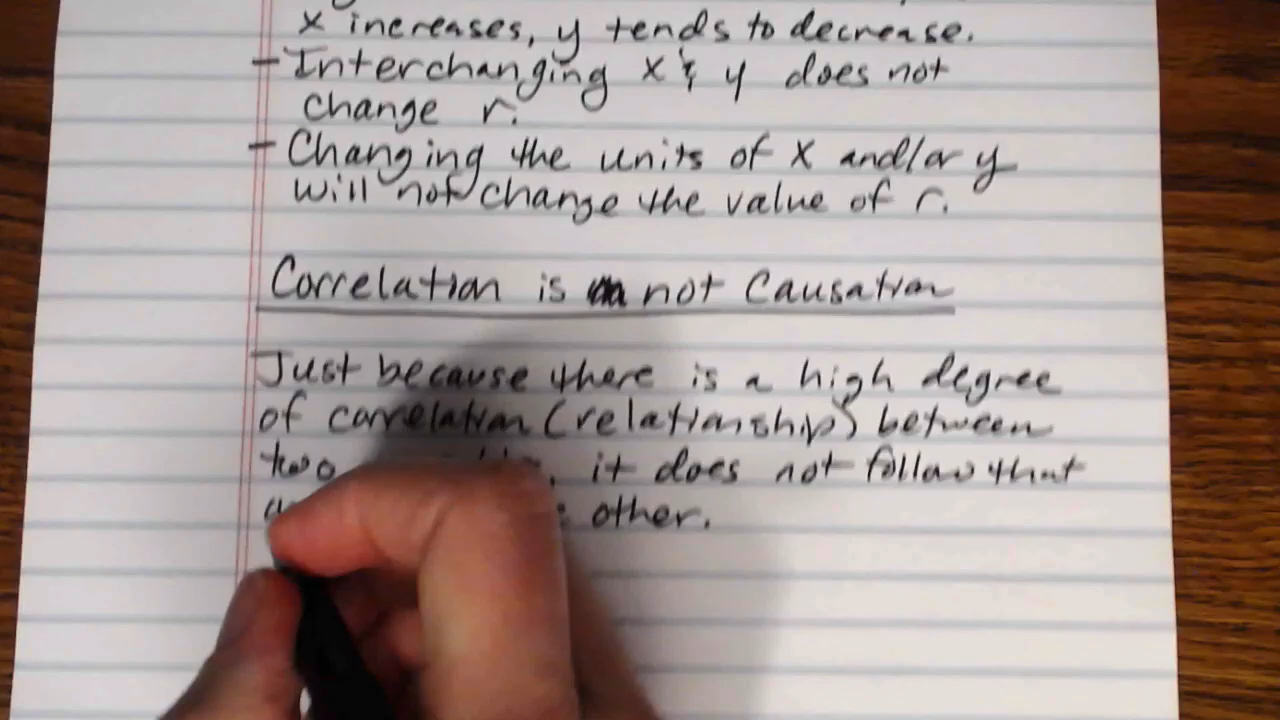 x increases, y tends to decrease.
- Interchanging x & y does not
change r.
- Changing the units of x and/or y
will not change the value of r.
Correlation is not Causation
Just because there is a high degree
of correlation (relationship) between
two it does not follow that
other.